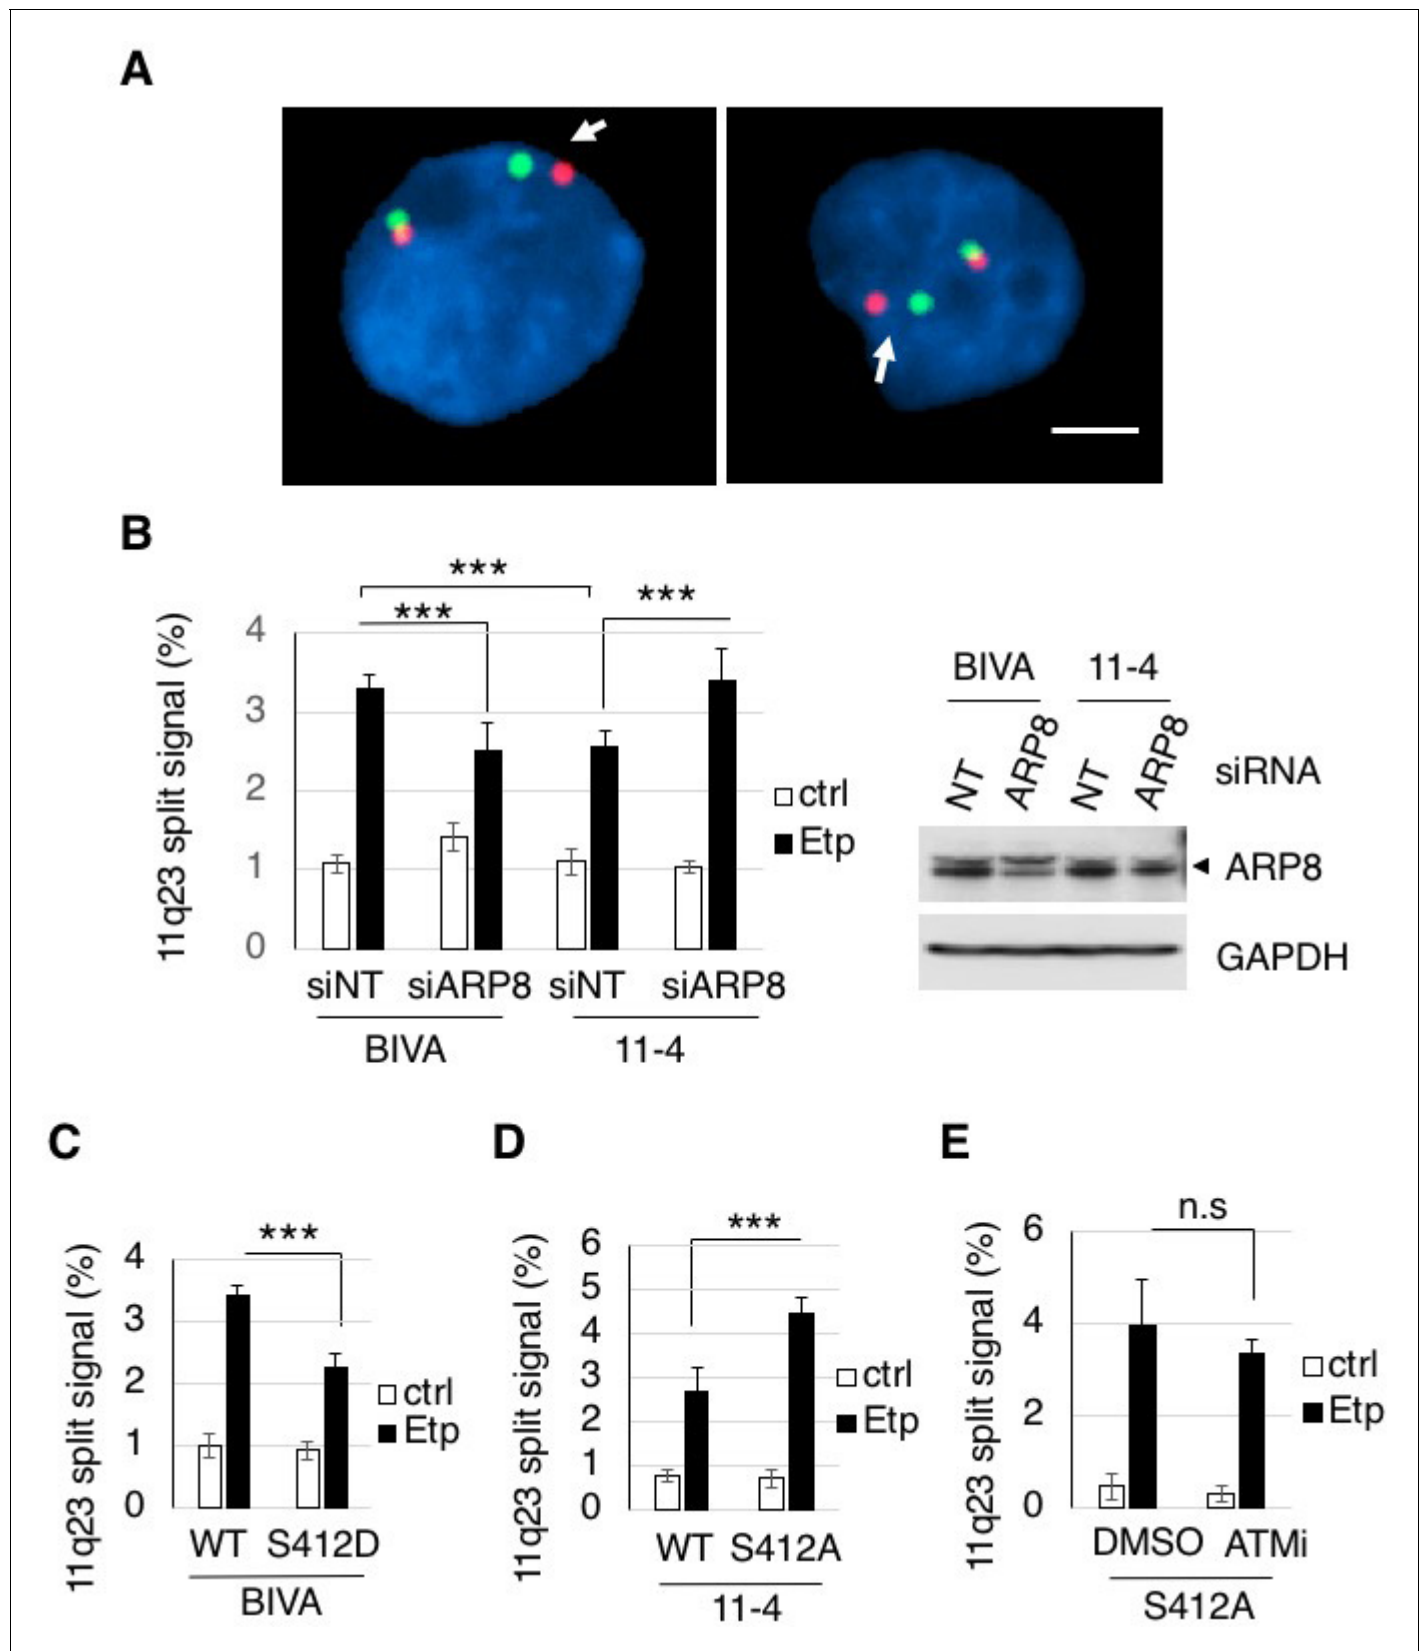 A
B
***
***
***
11q23 split signal (%)
4
3
2
1
0
ctrl
Etp
siNT siARP8 siNT siARP8
BIVA 11-4
BIVA 11-4
NT ARP8 NT ARP8 siRNA
ARP8
GAPDH
C
***
11q23 split signal (%)
4
3
2
1
0
ctrl
Etp
WT S412D
BIVA
D
***
11q23 split signal (%)
6
5
4
3
2
1
0
ctrl
Etp
WT S412A
11-4
E
n.s
11q23 split signal (%)
6
4
2
0
ctrl
Etp
DMSO ATMi
S412A